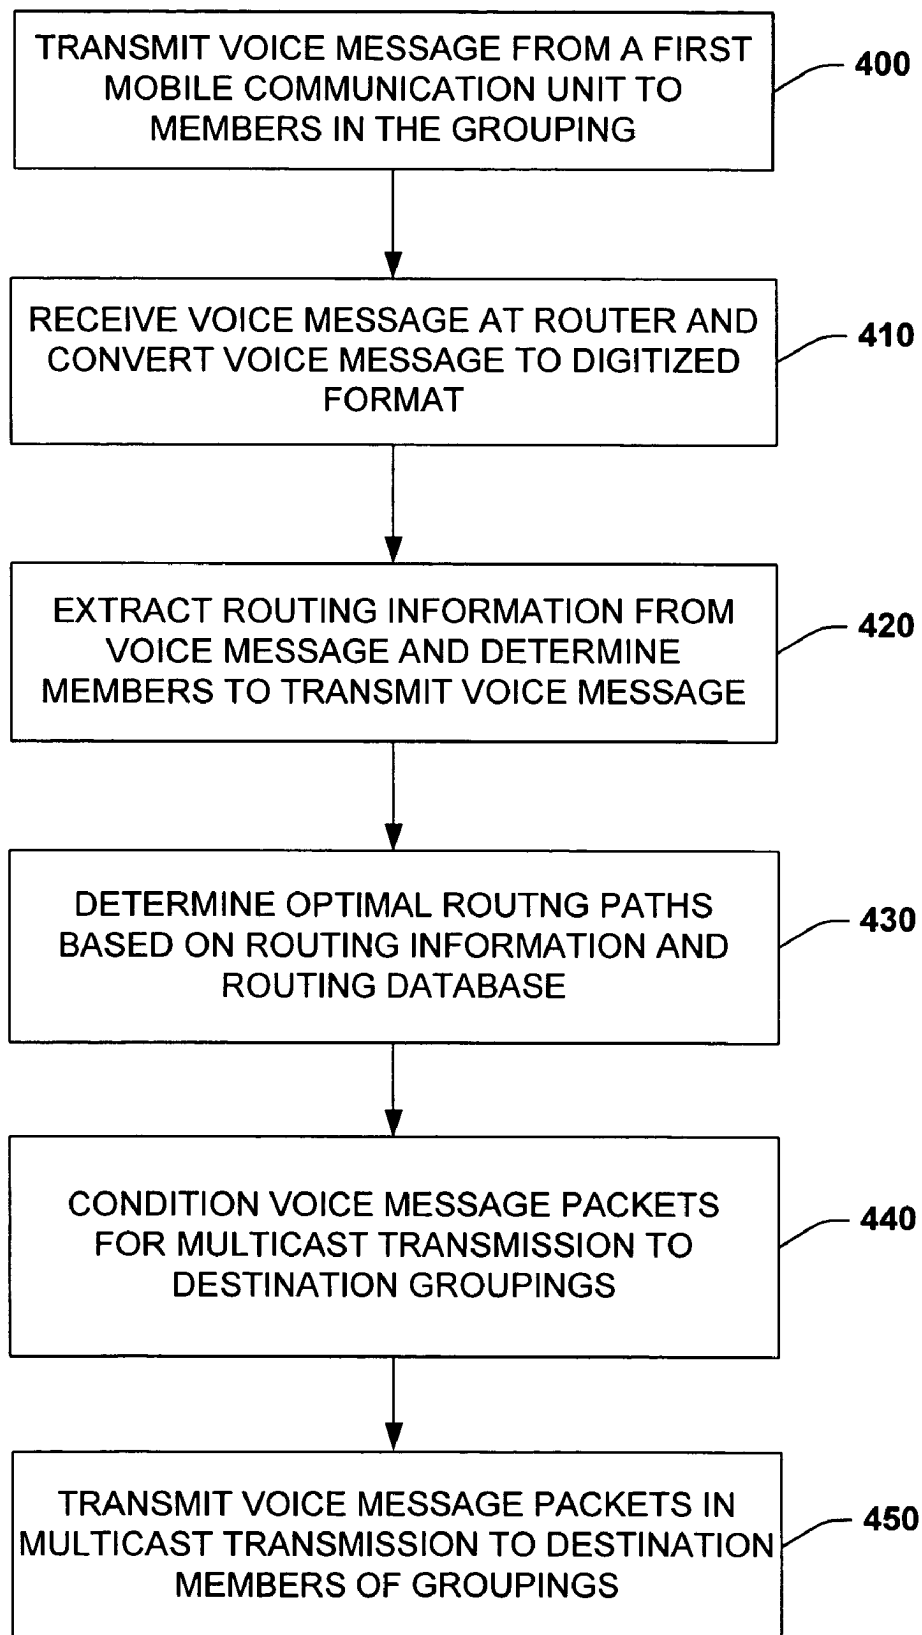 TRANSMIT VOICE MESSAGE FROM A FIRST
MOBILE COMMUNICATION UNIT TO
MEMBERS IN THE GROUPING
400
RECEIVE VOICE MESSAGE AT ROUTER AND
CONVERT VOICE MESSAGE TO DIGITIZED
FORMAT
410
EXTRACT ROUTING INFORMATION FROM
VOICE MESSAGE AND DETERMINE
MEMBERS TO TRANSMIT VOICE MESSAGE
420
DETERMINE OPTIMAL ROUTNG PATHS
BASED ON ROUTING INFORMATION AND
ROUTING DATABASE
430
CONDITION VOICE MESSAGE PACKETS
FOR MULTICAST TRANSMISSION TO
DESTINATION GROUPINGS
440
TRANSMIT VOICE MESSAGE PACKETS IN
MULTICAST TRANSMISSION TO DESTINATION
MEMBERS OF GROUPINGS
450